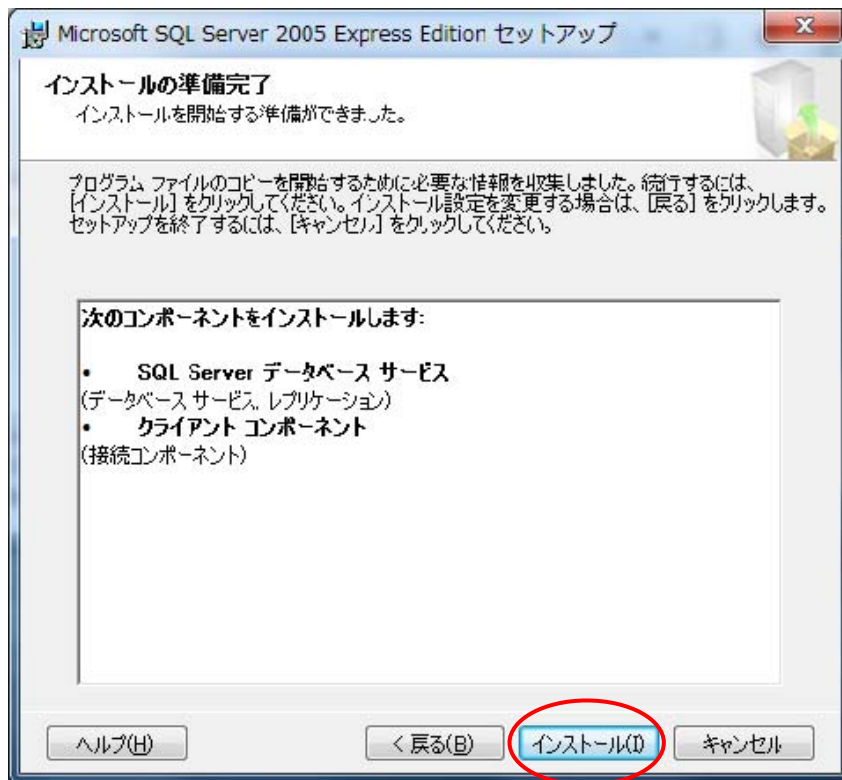 Microsoft SQL Server 2005 Express Edition セットアップ
インストールの準備完了
インストールを開始する準備ができました。
プログラム ファイルのコピーを開始するために必要な情報を収集しました。続行するには、
[インストール] をクリックしてください。インストール設定を変更する場合は、[戻る] をクリックします。
セットアップを終了するには、[キャンセル] をクリックしてください。
次のコンポーネントをインストールします:
• SQL Server データベース サービス
(データベース サービス, レプリケーション)
• クライアント コンポーネント
(接続コンポーネント)
ヘルプ(H) < 戻る(B) インストール(I) キャンセル